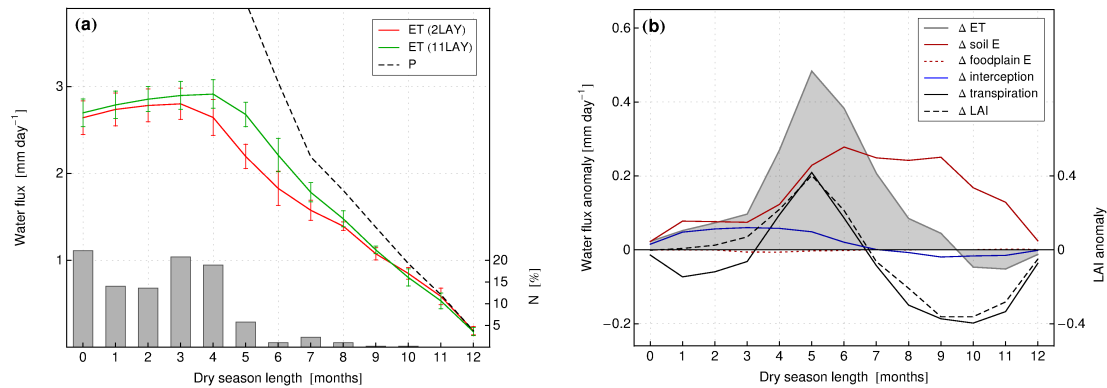 (a)
ET (2LAY)
ET (11LAY)
P
Water flux [mm day⁻¹]
3
2
1
20
15
10
5
N [%]
0 1 2 3 4 5 6 7 8 9 10 11 12
Dry season length [months]
(b)
Δ ET
Δ soil E
Δ foodplain E
Δ interception
Δ transpiration
Δ LAI
Water flux anomaly [mm day⁻¹]
0.6
0.4
0.2
0
−0.2
0.4
0
−0.4
LAI anomaly
0 1 2 3 4 5 6 7 8 9 10 11 12
Dry season length [months]